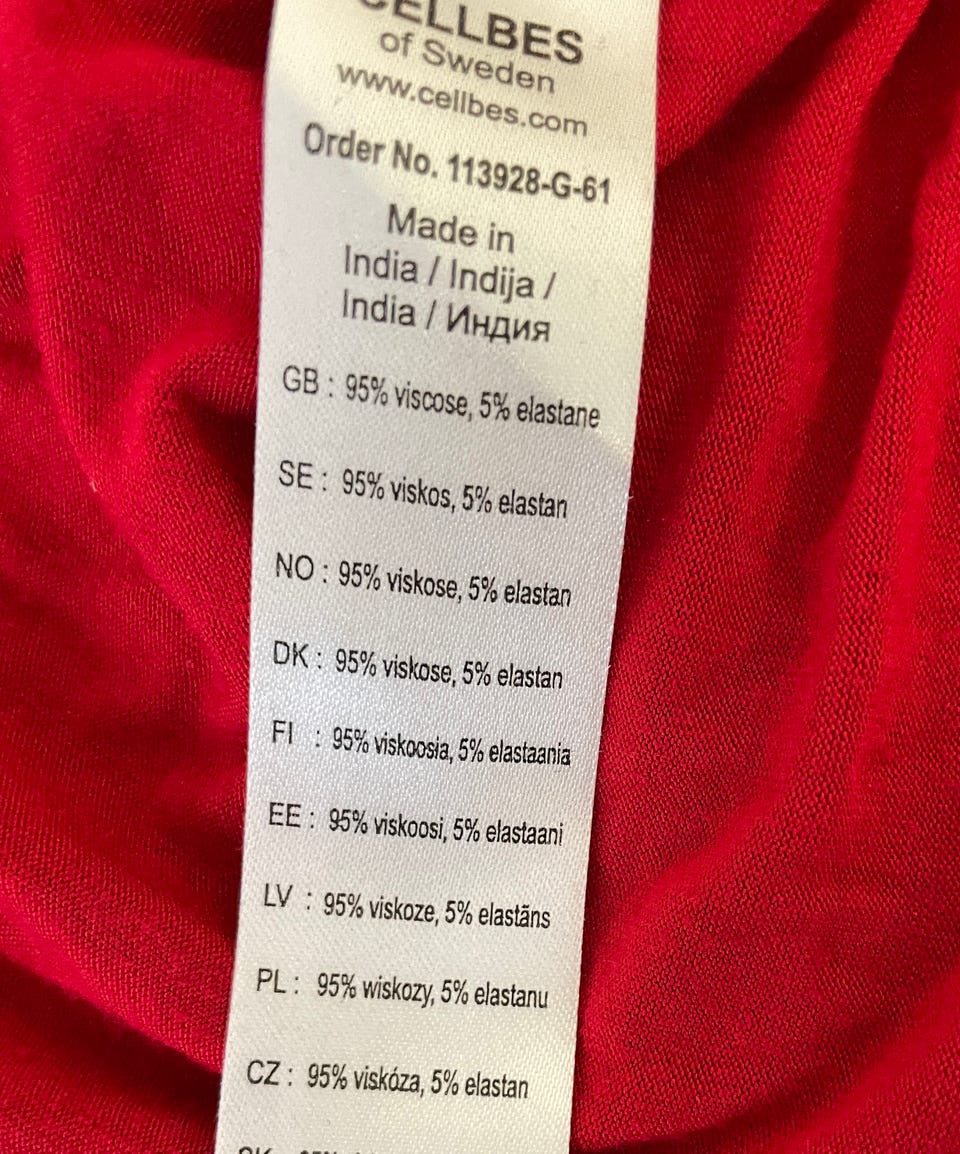 CELLBES
of Sweden
www.cellbes.com
Order No. 113928-G-61
Made in
India / Indija /
India / Индия
GB : 95% viscose, 5% elastane
SE : 95% viskos, 5% elastan
NO : 95% viskose, 5% elastan
DK : 95% viskose, 5% elastan
FI : 95% viskoosia, 5% elastaania
EE : 95% viskoosi, 5% elastaani
LV : 95% viskoze, 5% elastāns
PL : 95% wiskozy, 5% elastanu
CZ : 95% viskóza, 5% elastan